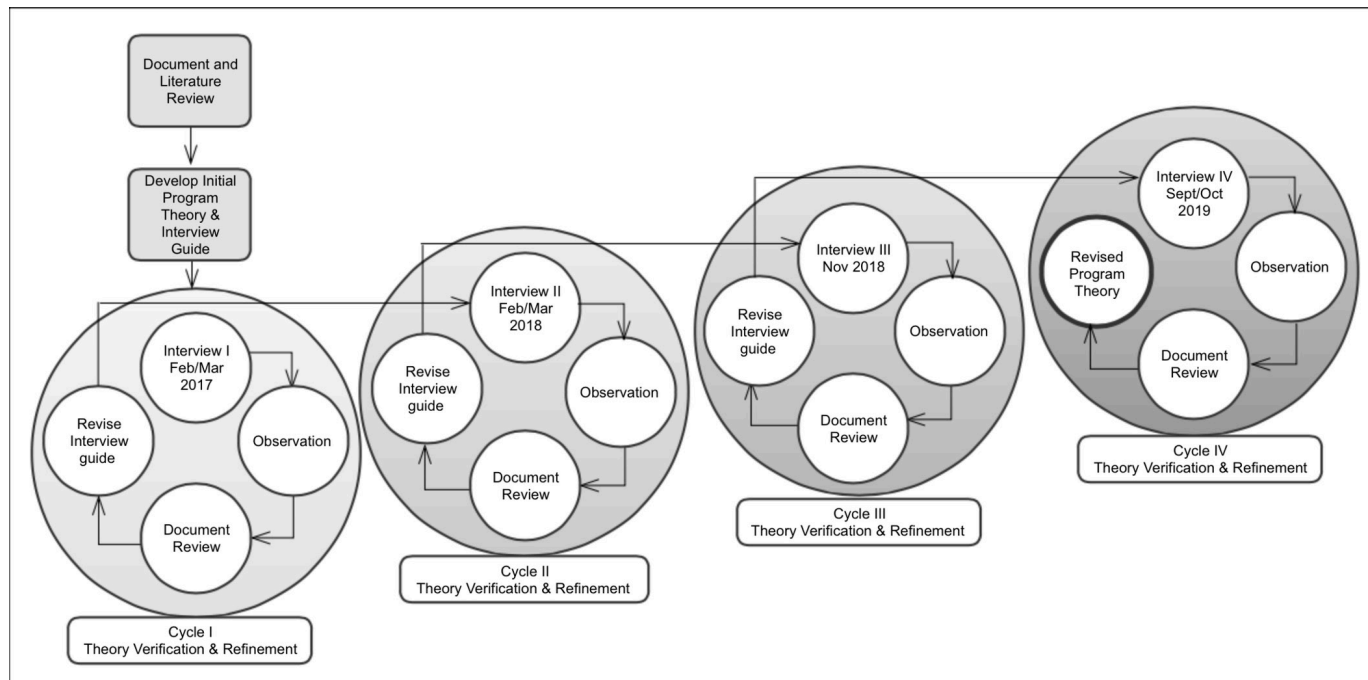 Document and
Literature
Review
Develop Initial
Program
Theory &
Interview
Guide
Interview I
Feb/Mar
2017
Observation
Document
Review
Revise
Interview
guide
Cycle I
Theory Verification & Refinement
Interview II
Feb/Mar
2018
Observation
Document
Review
Revise
Interview
guide
Cycle II
Theory Verification & Refinement
Interview III
Nov 2018
Observation
Document
Review
Revise
Interview
guide
Cycle III
Theory Verification & Refinement
Interview IV
Sept/Oct
2019
Observation
Document
Review
Revised
Program
Theory
Cycle IV
Theory Verification & Refinement